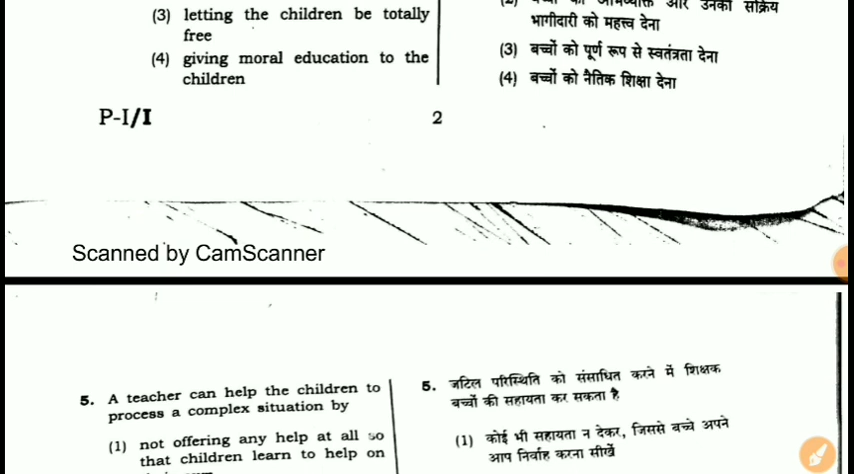 (3) letting the children be totally
free
(4) giving moral education to the
children
भागीदारी को महत्त्व देना
(3) बच्चों को पूर्ण रूप से स्वतंत्रता देना
(4) बच्चों को नैतिक शिक्षा देना
P-I/I
2
Scanned by CamScanner
5. A teacher can help the children to
process a complex situation by
(1) not offering any help at all so
that children learn to help on
5. जटिल परिस्थिति को संसाधित करने में शिक्षक
बच्चों की सहायता कर सकता है
(1) कोई भी सहायता न देकर, जिससे बच्चे अपने
आप निर्वाह करना सीखें